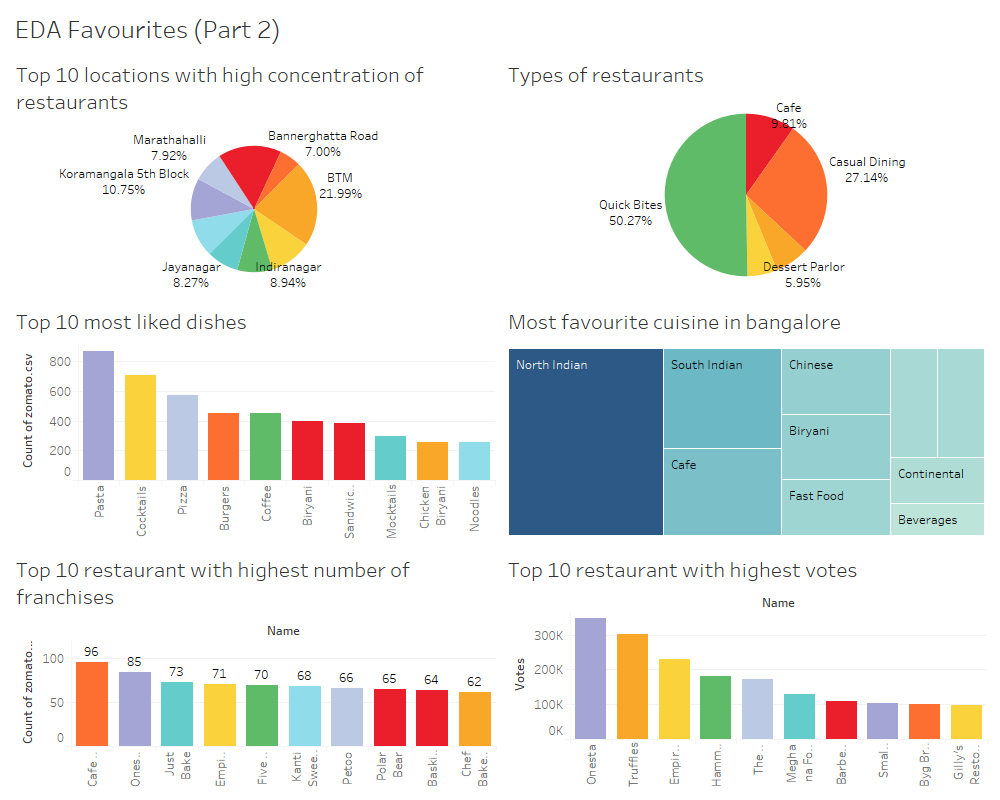 EDA Favourites (Part 2)
Top 10 locations with high concentration of
restaurants
Marathahalli
7.92%
Bannerghatta Road
7.00%
Koramangala 5th Block
10.75%
BTM
21.99%
Jayanagar
8.27%
Indiranagar
8.94%
Types of restaurants
Cafe
9.81%
Casual Dining
27.14%
Quick Bites
50.27%
Dessert Parlor
5.95%
Top 10 most liked dishes
Count of zomato.csv
800
600
400
200
0
Pasta
Cocktails
Pizza
Burgers
Coffee
Biryani
Sandwic..
Mocktails
Chicken
Biryani
Noodles
Most favourite cuisine in bangalore
North Indian
South Indian
Cafe
Chinese
Biryani
Fast Food
Continental
Beverages
Top 10 restaurant with highest number of
franchises
Name
Count of zomato...
100
50
0
96
85
73
71
70
68
66
65
64
62
Cafe..
Ones..
Just
Bake
Empi..
Five..
Kanti
Swee..
Petoo
Polar
Bear
Baski..
Chef
Bake..
Top 10 restaurant with highest votes
Name
Votes
300K
200K
100K
0K
Onesta
Truffles
Empir..
Hamm..
The ..
Megha
na Fo..
Barbe..
Smal..
Byg Br..
Gilly's
Resto..